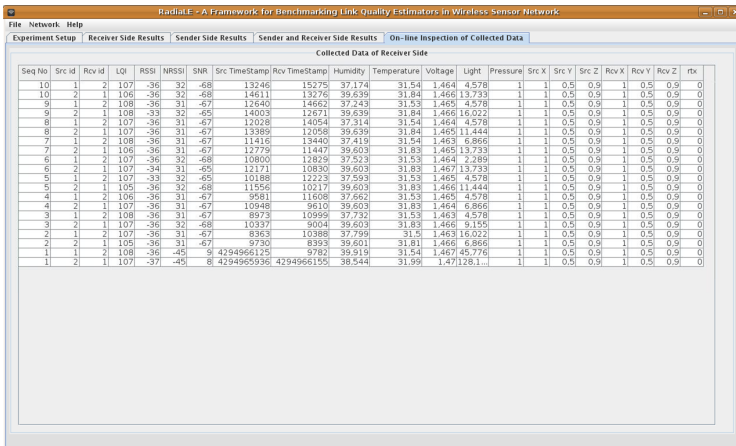 RadiaLE - A Framework for Benchmarking Link Quality Estimators in Wireless Sensor Network
File Network Help
Experiment Setup Receiver Side Results Sender Side Results Sender and Receiver Side Results On-line Inspection of Collected Data
Collected Data of Receiver Side
Seq No Src id Rcv id LQI RSSI NRSSI SNR Src TimeStamp Rcv TimeStamp Humidity Temperature Voltage Light Pressure Src X Src Y Src Z Rcv X Rcv Y Rcv Z rtx
10 1 2 107 -36 32 -68 13246 15275 37,174 31,54 1,464 4,578 1 1 0,5 0,9 1 0,5 0,9 0
10 2 1 106 -36 32 -68 14611 13276 39,639 31,84 1,466 13,733 1 1 0,5 0,9 1 0,5 0,9 0
9 1 2 108 -36 31 -67 12640 14662 37,243 31,53 1,465 4,578 1 1 0,5 0,9 1 0,5 0,9 0
9 2 1 108 -33 32 -65 14003 12671 39,639 31,84 1,466 16,022 1 1 0,5 0,9 1 0,5 0,9 0
8 1 2 107 -36 31 -67 12028 14054 37,314 31,54 1,464 4,578 1 1 0,5 0,9 1 0,5 0,9 0
8 2 1 106 -36 31 -67 13389 12058 39,639 31,84 1,465 11,444 1 1 0,5 0,9 1 0,5 0,9 0
7 1 2 108 -36 31 -67 11416 13440 37,419 31,54 1,463 6,866 1 1 0,5 0,9 1 0,5 0,9 0
7 2 1 106 -36 31 -67 12779 11447 39,603 31,83 1,465 13,733 1 1 0,5 0,9 1 0,5 0,9 0
6 1 2 107 -36 32 -68 10800 12829 37,523 31,53 1,464 2,289 1 1 0,5 0,9 1 0,5 0,9 0
6 2 1 107 -34 31 -65 12171 10830 39,603 31,83 1,467 13,733 1 1 0,5 0,9 1 0,5 0,9 0
5 1 2 107 -33 32 -65 10188 12223 37,593 31,53 1,465 4,578 1 1 0,5 0,9 1 0,5 0,9 0
5 2 1 105 -36 32 -68 11556 10217 39,603 31,83 1,466 11,444 1 1 0,5 0,9 1 0,5 0,9 0
4 1 2 106 -36 31 -67 9581 11608 37,662 31,53 1,465 4,578 1 1 0,5 0,9 1 0,5 0,9 0
4 2 1 107 -36 31 -67 10948 9610 39,603 31,83 1,464 6,866 1 1 0,5 0,9 1 0,5 0,9 0
3 1 2 108 -36 31 -67 8973 10999 37,732 31,53 1,463 4,578 1 1 0,5 0,9 1 0,5 0,9 0
3 2 1 107 -36 32 -68 10337 9004 39,603 31,83 1,466 9,155 1 1 0,5 0,9 1 0,5 0,9 0
2 1 2 107 -36 31 -67 8363 10388 37,799 31,5 1,463 16,022 1 1 0,5 0,9 1 0,5 0,9 0
2 2 1 105 -36 31 -67 9730 8393 39,601 31,81 1,466 6,866 1 1 0,5 0,9 1 0,5 0,9 0
1 1 2 108 -36 -45 9 4294966125 9782 39,919 31,54 1,467 45,776 1 1 0,5 0,9 1 0,5 0,9 0
1 2 1 107 -37 -45 8 4294965936 4294966155 38,544 31,99 1,47 128,1... 1 1 0,5 0,9 1 0,5 0,9 0